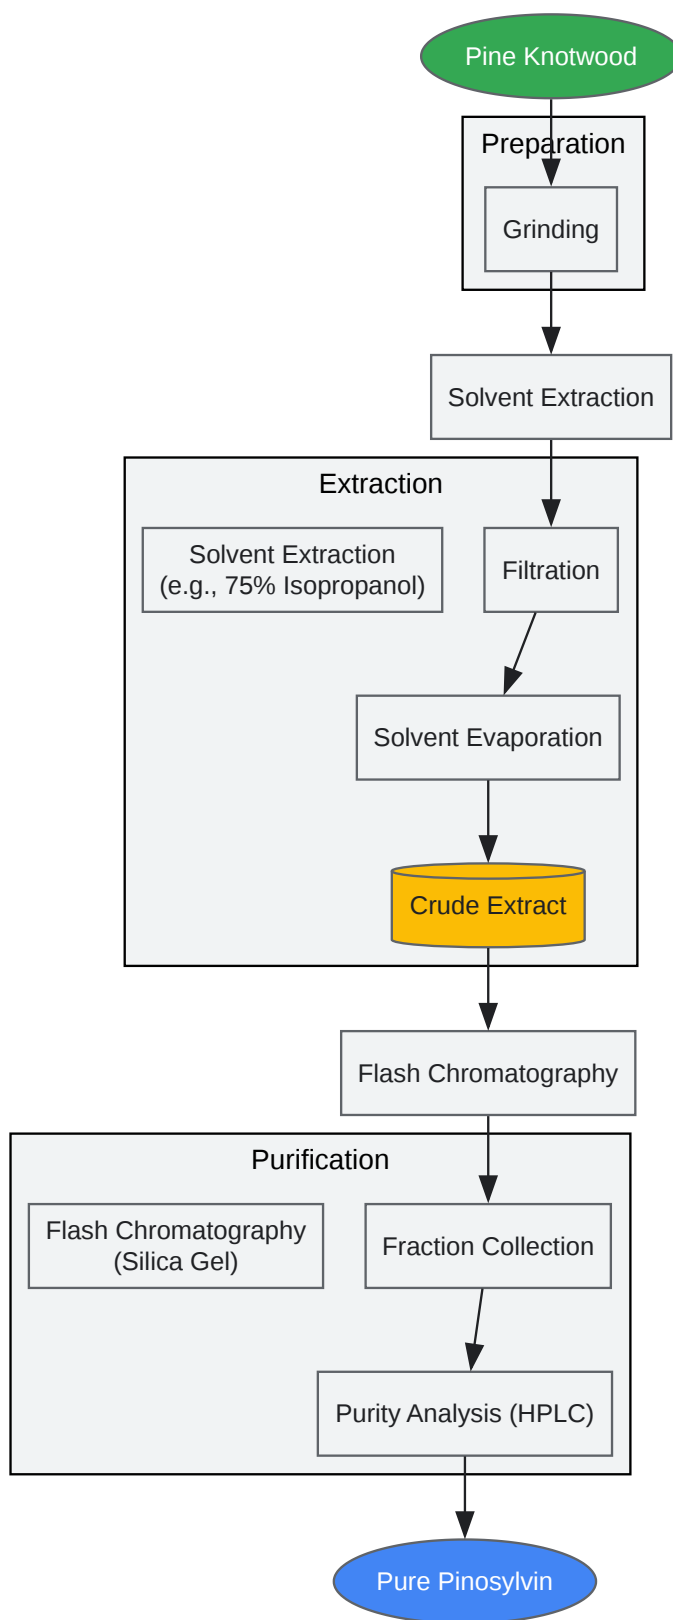 Pine Knotwood
Preparation
Grinding
Solvent Extraction
Extraction
Solvent Extraction
(e.g., 75% Isopropanol)
Filtration
Solvent Evaporation
Crude Extract
Flash Chromatography
Purification
Flash Chromatography
(Silica Gel)
Fraction Collection
Purity Analysis (HPLC)
Pure Pinosylvin